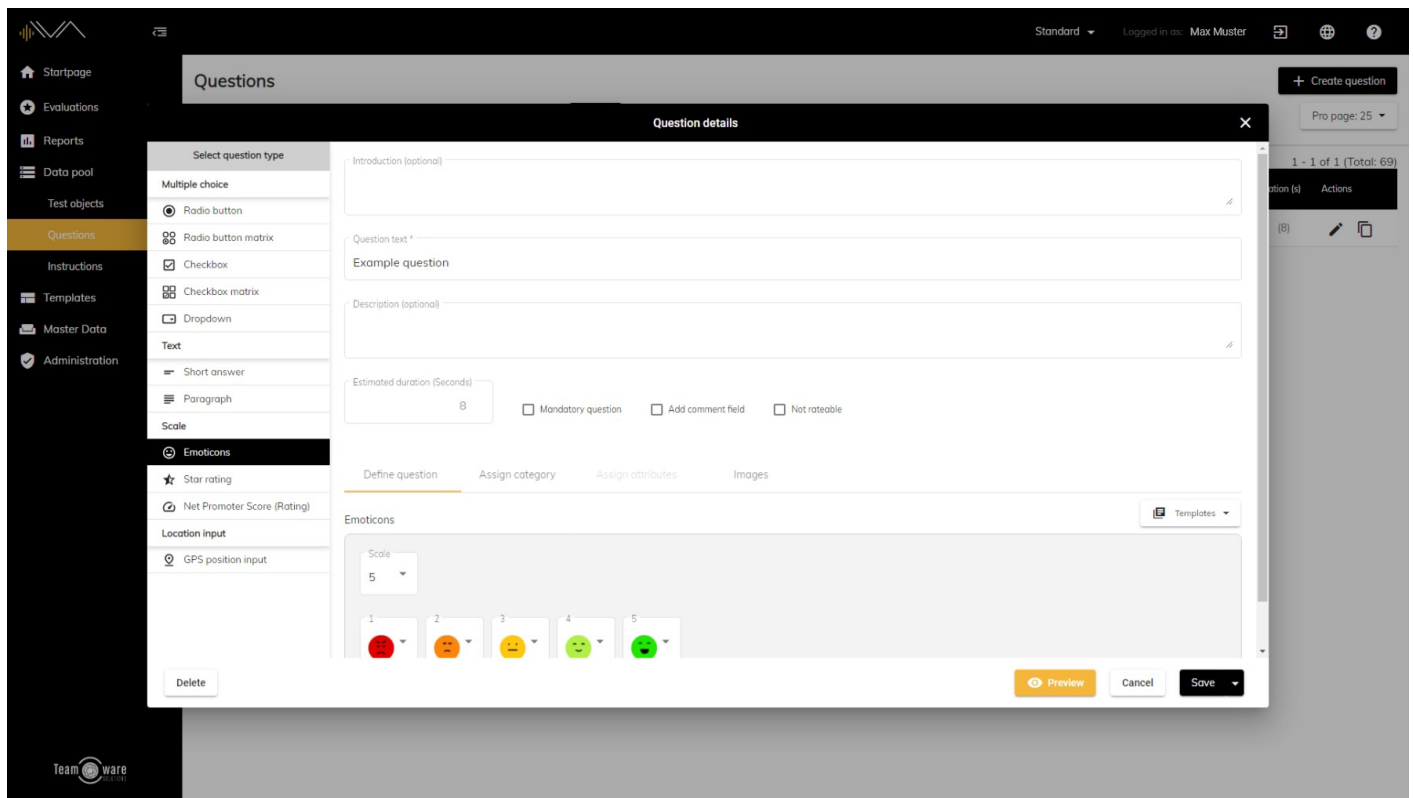 Standard
Logged in as: Max Muster
Startpage
Evaluations
Reports
Data pool
Test objects
Questions
Instructions
Templates
Master Data
Administration
Team ware
SOLUTIONS
Questions
+ Create question
Pro page: 25
1 - 1 of 1 (Total: 69)
ation (s) Actions
(8)
Question details
Select question type
Multiple choice
Radio button
Radio button matrix
Checkbox
Checkbox matrix
Dropdown
Text
Short answer
Paragraph
Scale
Emoticons
Star rating
Net Promoter Score (Rating)
Location input
GPS position input
Introduction (optional)
Question text *
Example question
Description (optional)
Estimated duration (Seconds)
8
Mandatory question Add comment field Not rateable
Define question Assign category Assign attributes Images
Templates
Emoticons
Scale
5
1 2 3 4 5
Delete
Preview Cancel Save